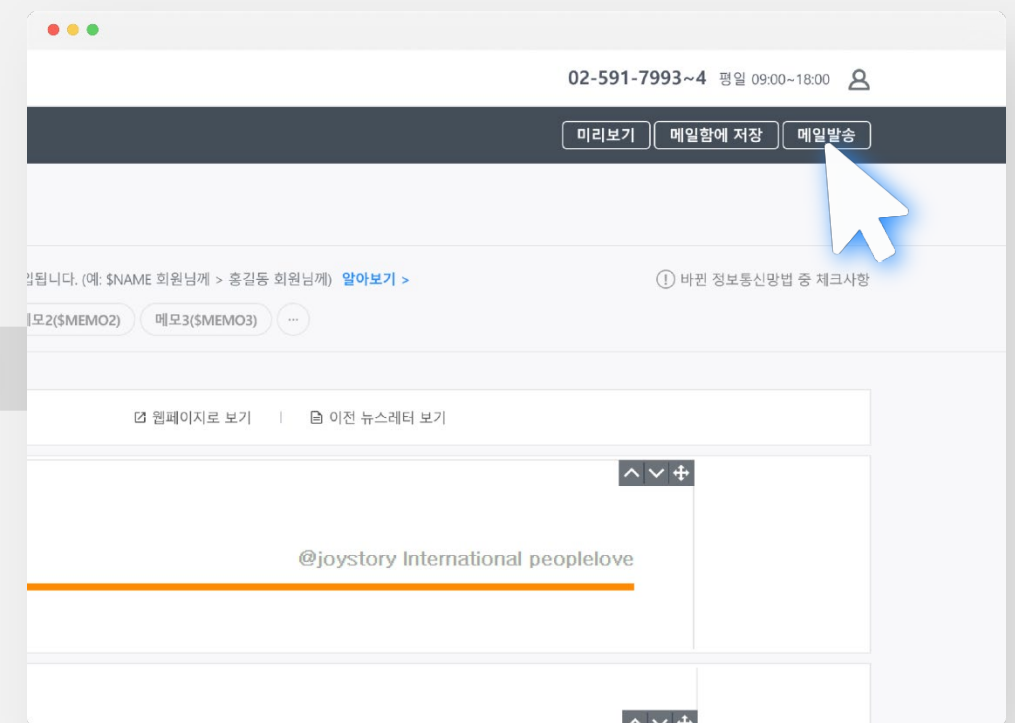 02-591-7993~4 평일 09:00~18:00
미리보기 메일함에 저장 메일발송
됩니다. (예: $NAME 회원님께 > 홍길동 회원님께) 알아보기 >
바뀐 정보통신망법 중 체크사항
모2($MEMO2) 메모3($MEMO3) ···
웹페이지로 보기 | 이전 뉴스레터 보기
@joystory International peoplelove